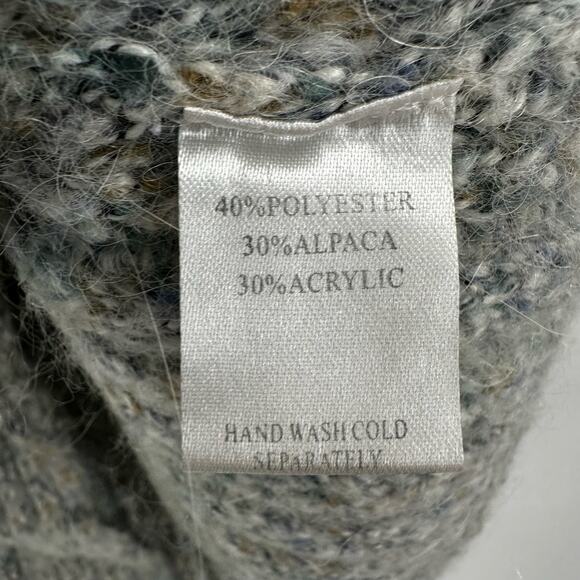 40%POLYESTER
30%ALPACA
30%ACRYLIC
HAND WASH COLD
SEPARATELY